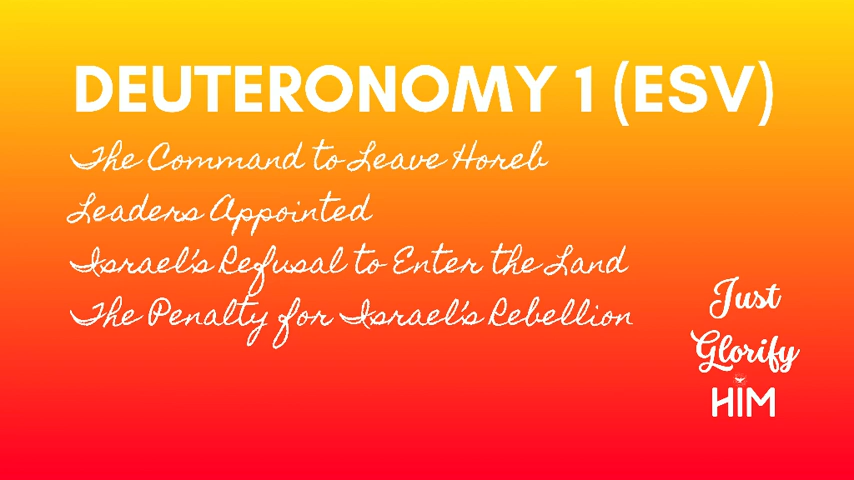 DEUTERONOMY 1 (ESV)
The Command to Leave Horeb
Leaders Appointed
Israel's Refusal to Enter the Land
The Penalty for Israel's Rebellion
Just
Glorify
HIM